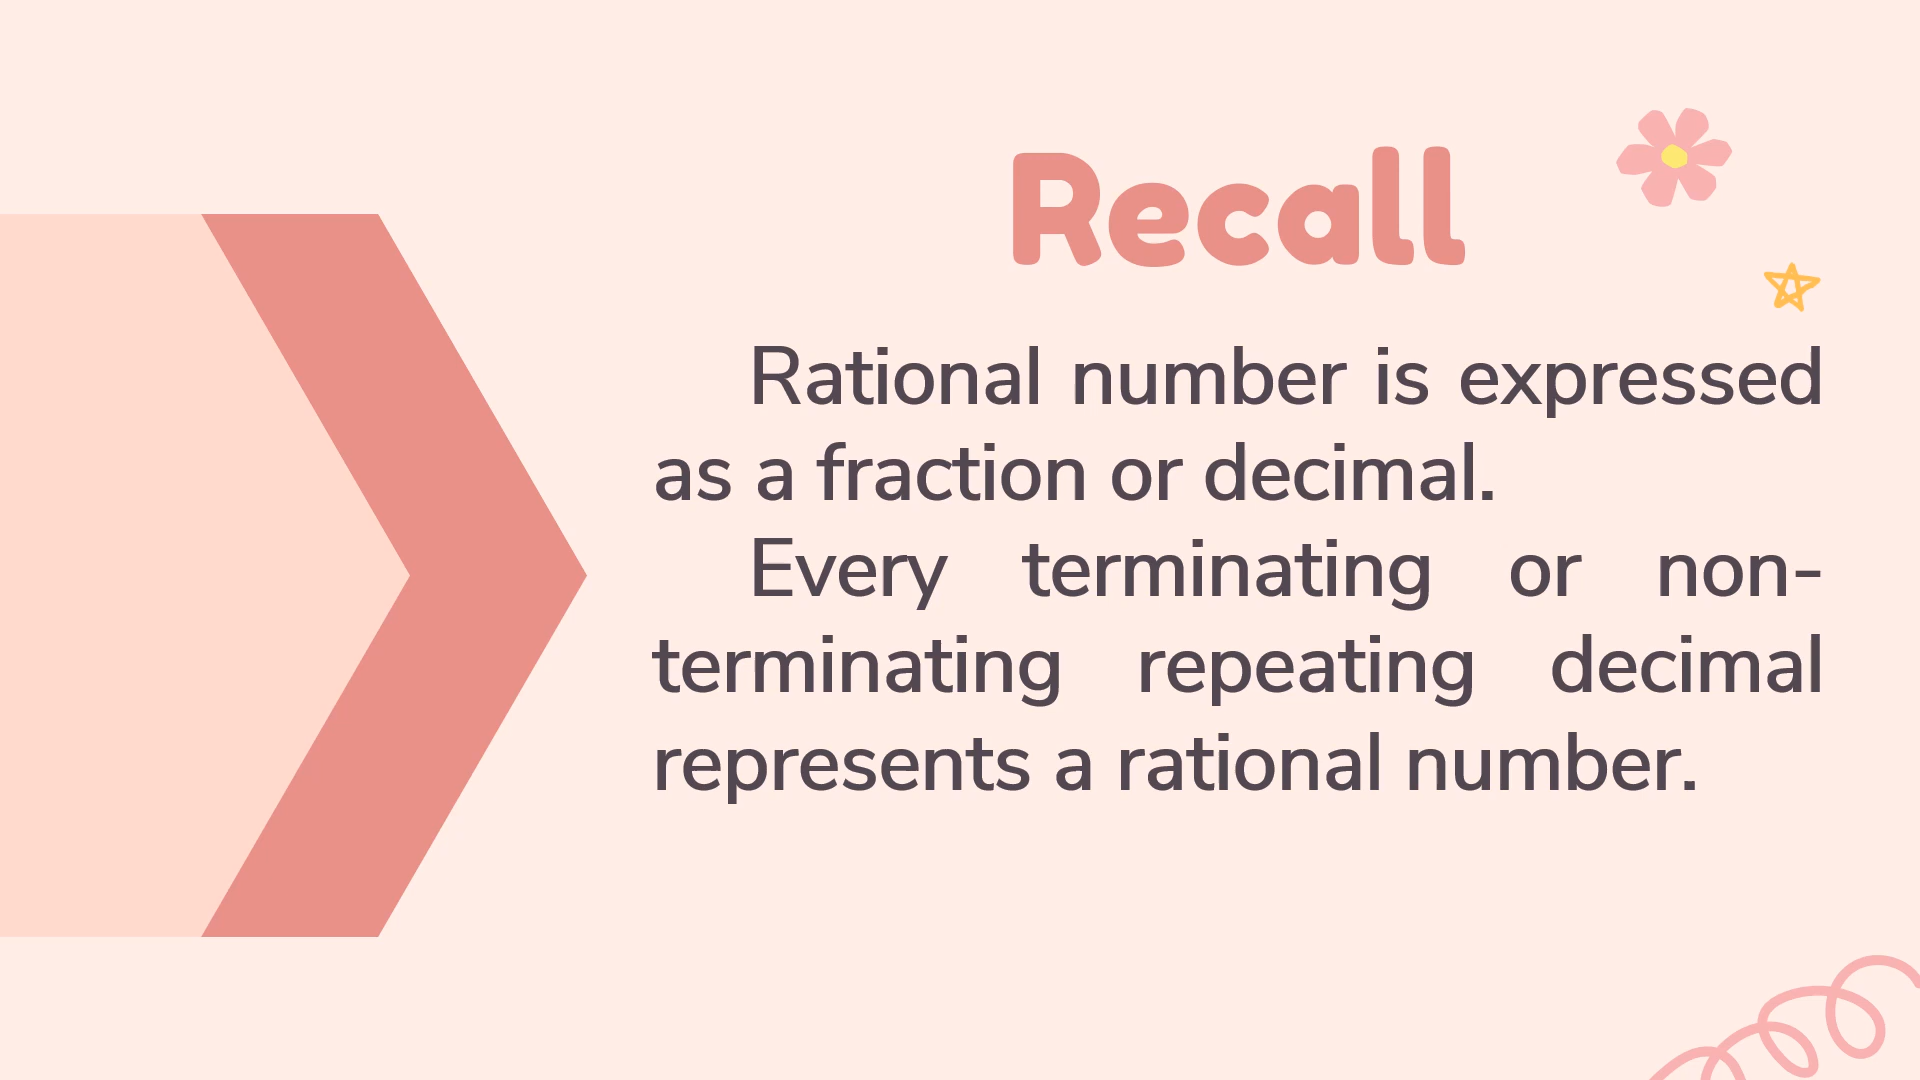 Recall
Rational number is expressed
as a fraction or decimal.
Every terminating or non-
terminating repeating decimal
represents a rational number.